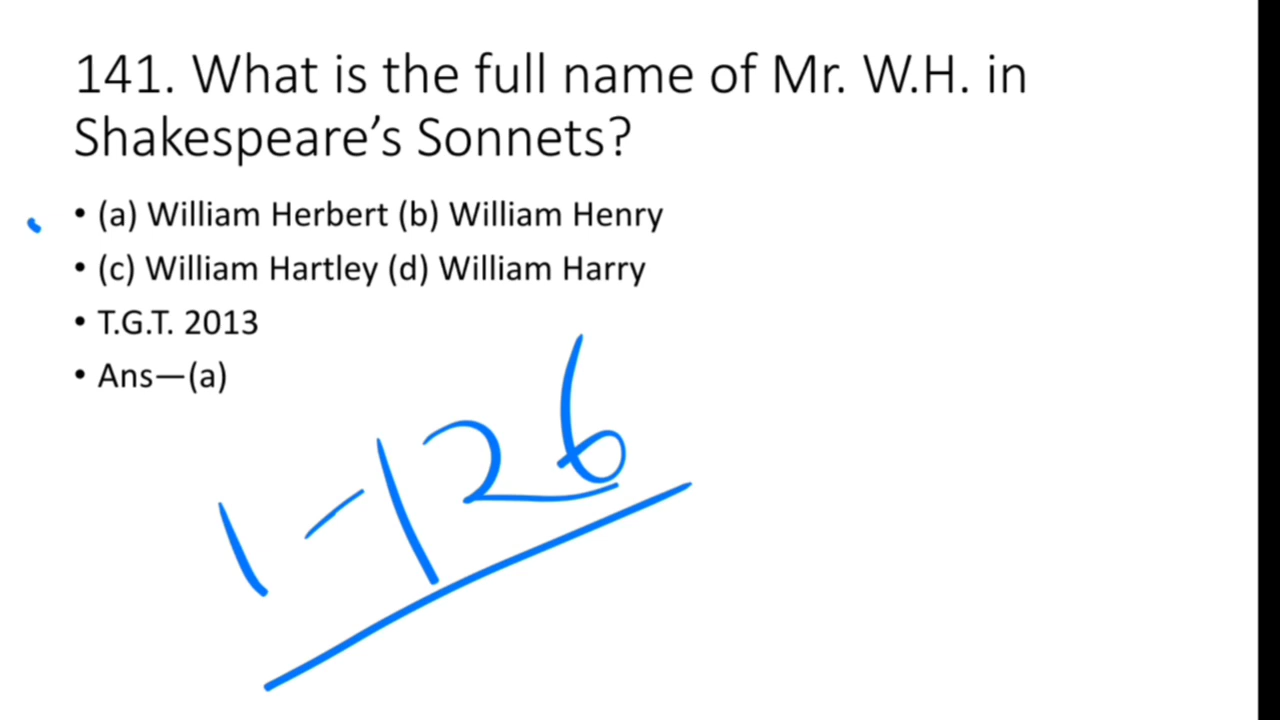 141. What is the full name of Mr. W.H. in
Shakespeare’s Sonnets?
• (a) William Herbert (b) William Henry
• (c) William Hartley (d) William Harry
• T.G.T. 2013
• Ans—(a)
1-126